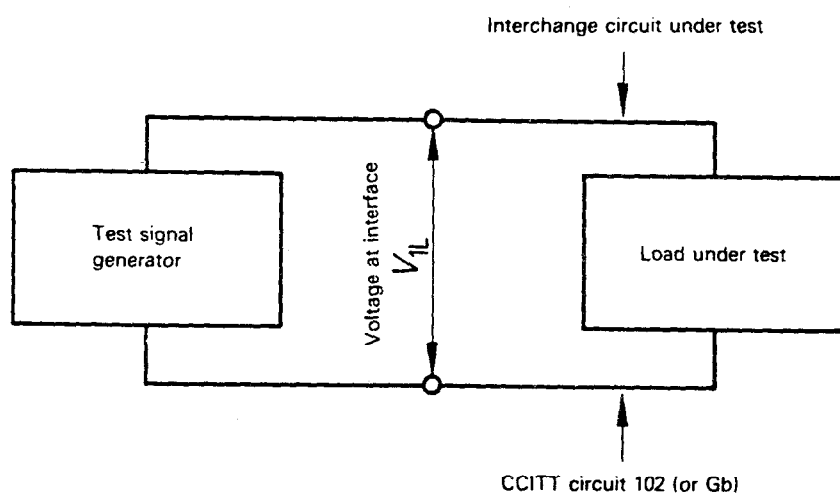 Interchange circuit under test
Test signal
generator
Voltage at interface
V1L
Load under test
CCITT circuit 102 (or Gb)